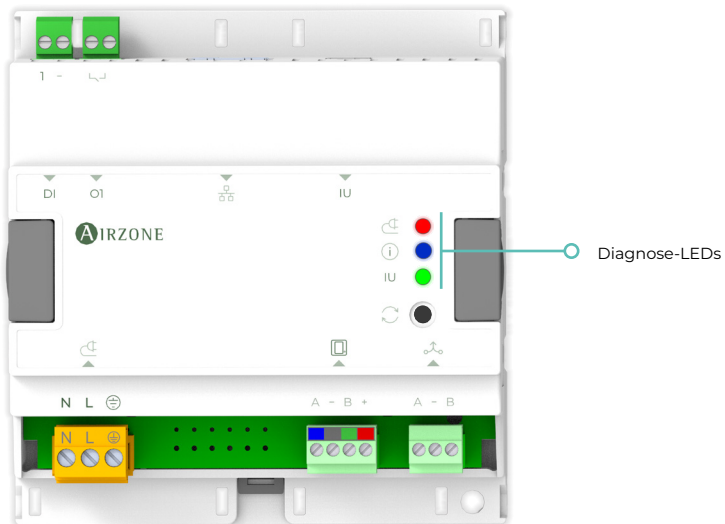 1 -
DI O1 IU
AIRZONE
i
IU
Diagnose-LEDs
N L A - B + A - B
N L